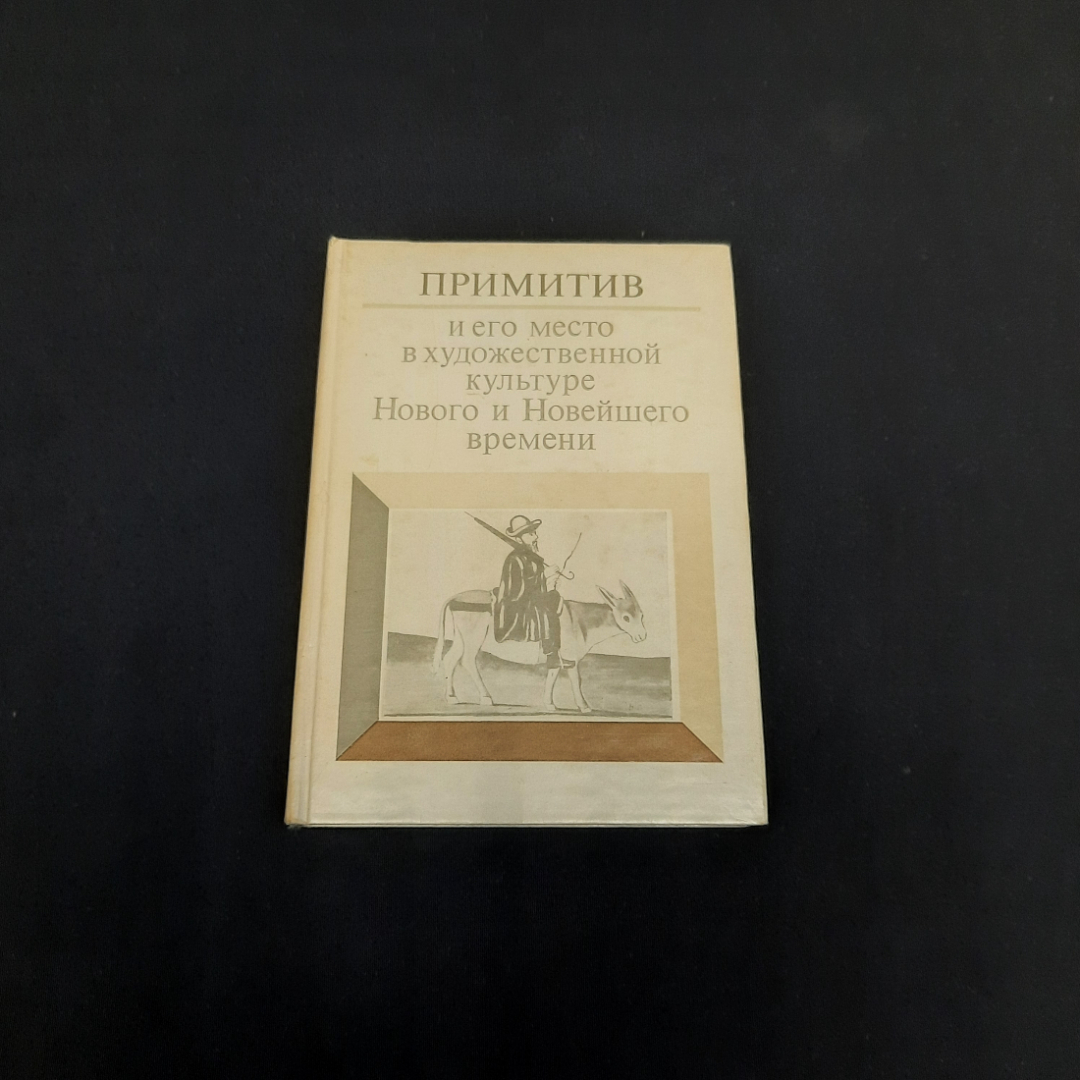 ПРИМИТИВ
и его место
в художественной
культуре
Нового и Новейшего
времени